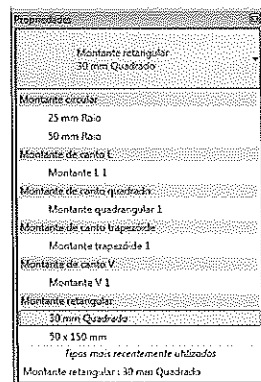 Propriedades
Montante retangular
30 mm Quadrado
Montante circular
25 mm Raio
50 mm Raio
Montante de canto L
Montante L 1
Montante de canto quadrado
Montante quadrangular 1
Montante de canto trapezóide
Montante trapezóide 1
Montante de canto V
Montante V 1
Montante retangular
30 mm Quadrado
50 x 150 mm
Tipos mais recentemente utilizados
Montante retangular : 30 mm Quadrado